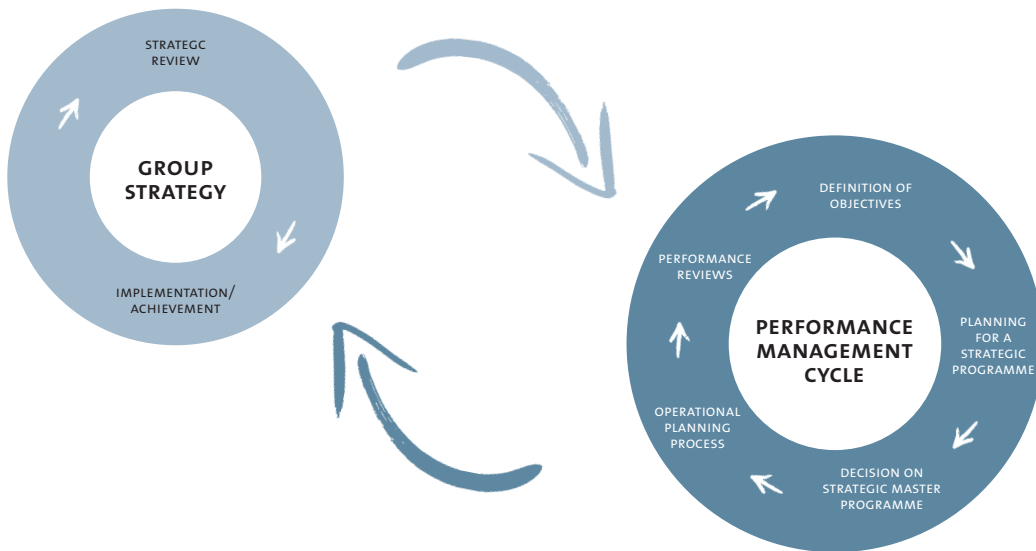 STRATEGC
REVIEW
GROUP
STRATEGY
IMPLEMENTATION/
ACHIEVEMENT
DEFINITION OF
OBJECTIVES
PERFORMANCE
REVIEWS
PERFORMANCE
MANAGEMENT
CYCLE
PLANNING
FOR A
STRATEGIC
PROGRAMME
OPERATIONAL
PLANNING
PROCESS
DECISION ON
STRATEGIC MASTER
PROGRAMME